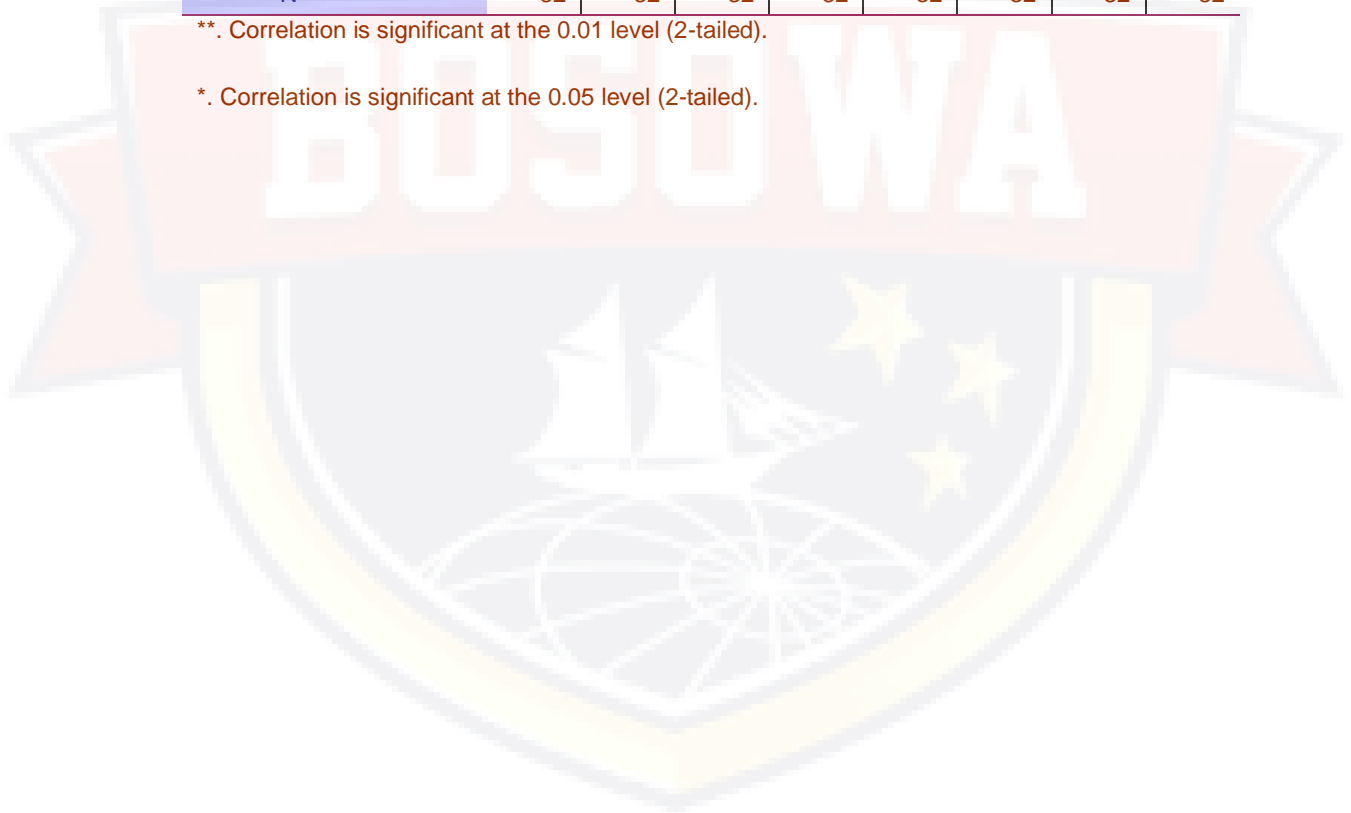 **. Correlation is significant at the 0.01 level (2-tailed).
*. Correlation is significant at the 0.05 level (2-tailed).
BOSOWA